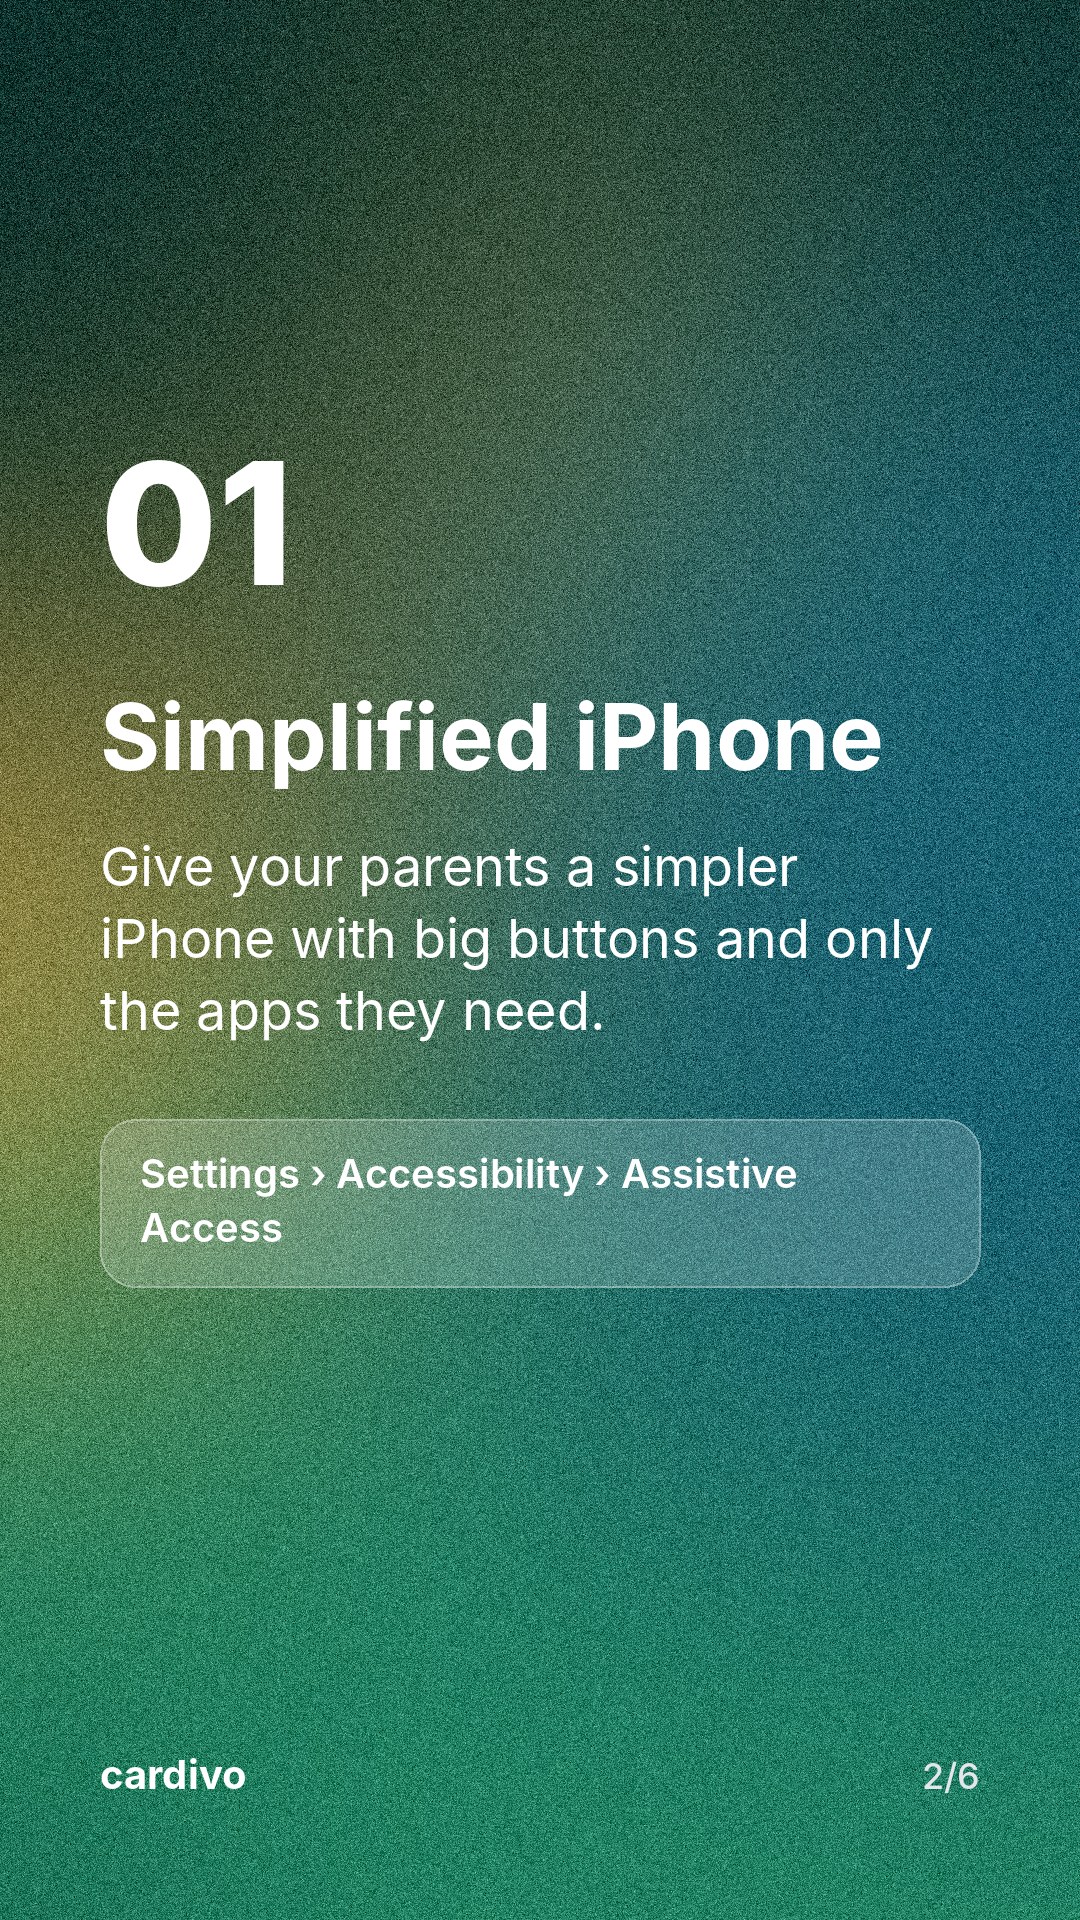 01
Simplified iPhone
Give your parents a simpler
iPhone with big buttons and only
the apps they need.
Settings › Accessibility › Assistive
Access
cardivo
2/6